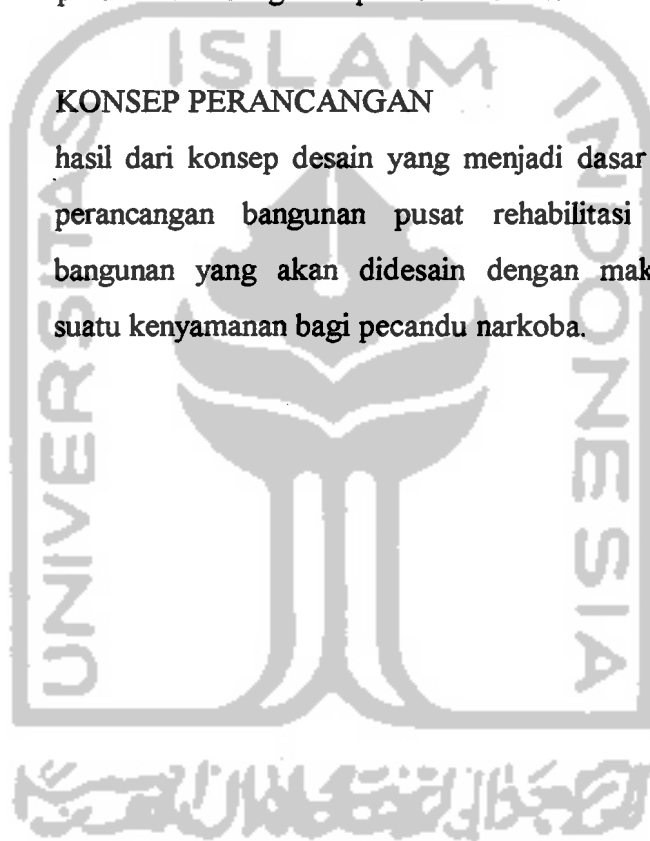 KONSEP PERANCANGAN
hasil dari konsep desain yang menjadi dasar
perancangan bangunan pusat rehabilitasi
bangunan yang akan didesain dengan mak
suatu kenyamanan bagi pecandu narkoba.
UNIVERSITAS
ISLAM
INDONESIA